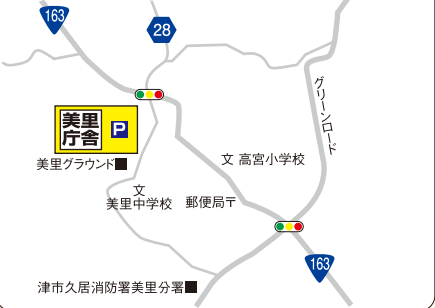 163
28
美里
庁舎
P
グリーンロード
美里グラウンド■
文 高宮小学校
文
美里中学校
郵便局〒
163
津市久居消防署美里分署■